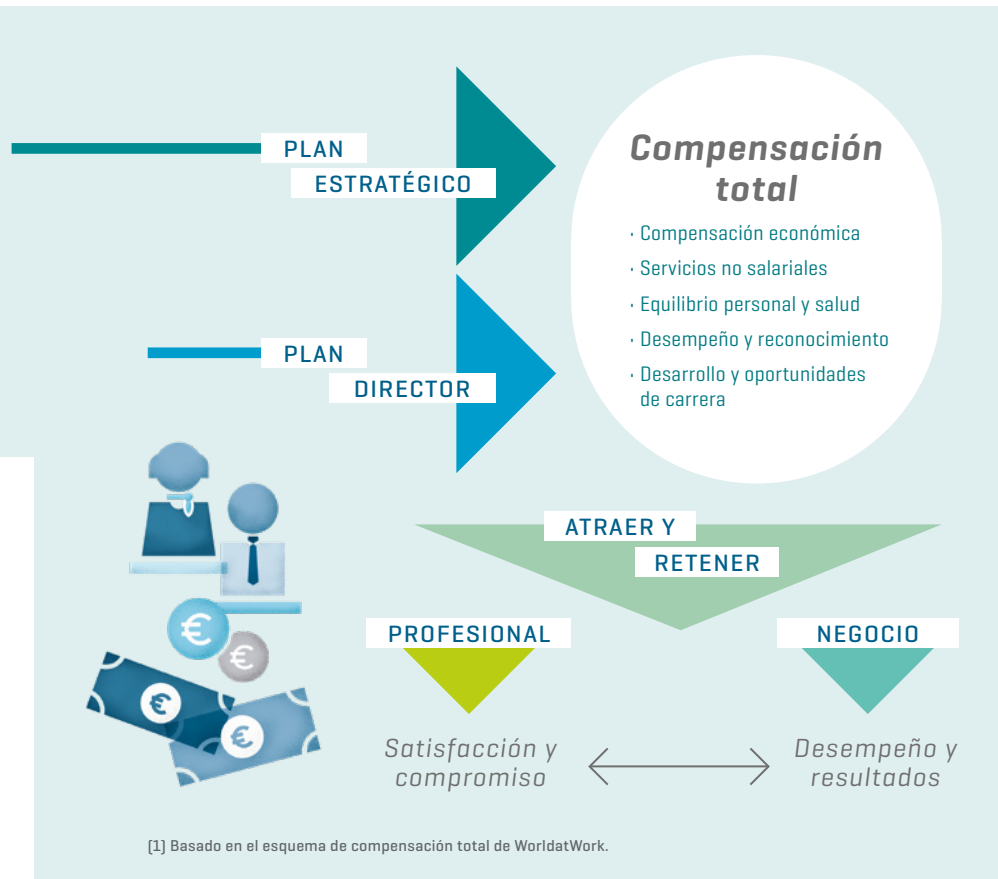 PLAN
ESTRATÉGICO
PLAN
DIRECTOR
Compensación
total
· Compensación económica
· Servicios no salariales
· Equilibrio personal y salud
· Desempeño y reconocimiento
· Desarrollo y oportunidades
de carrera
ATRAER Y
RETENER
PROFESIONAL
NEGOCIO
Satisfacción y
compromiso
Desempeño y
resultados
€
€
€
€
(1) Basado en el esquema de compensación total de WorldatWork.